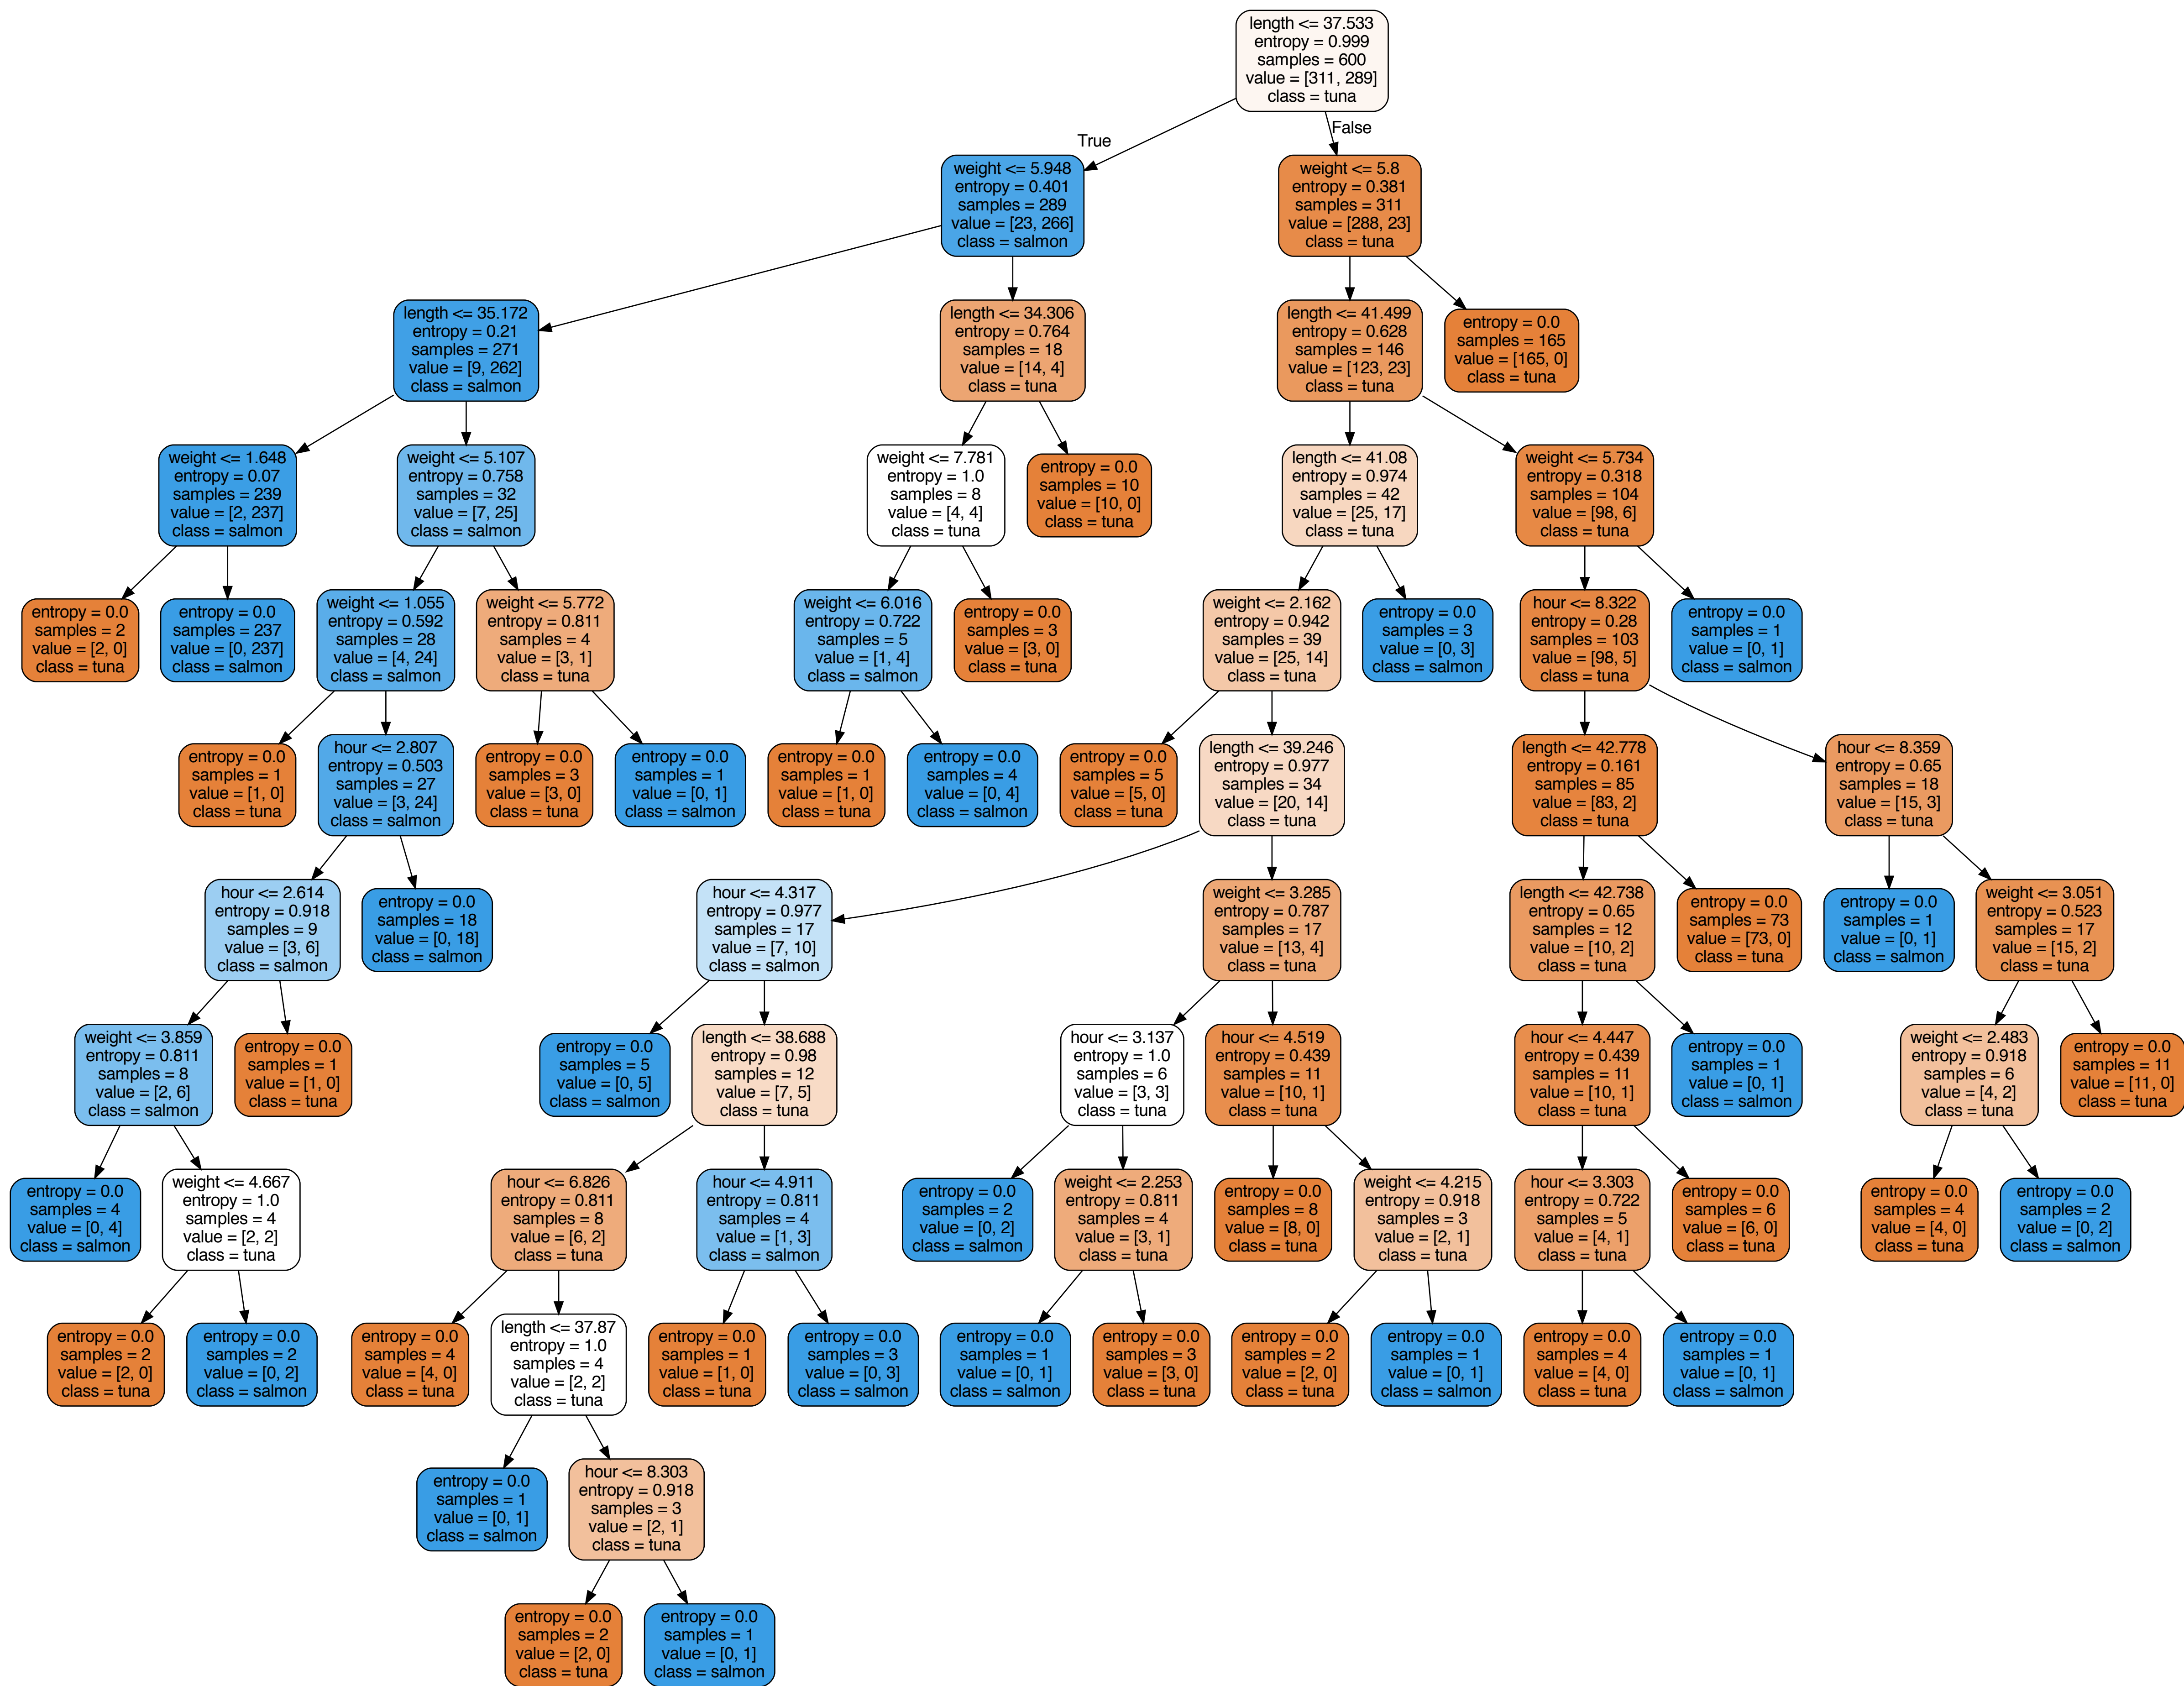 length <= 37.533
entropy = 0.999
samples = 600
value = [311, 289]
class = tuna
True
False
weight <= 5.948
entropy = 0.401
samples = 289
value = [23, 266]
class = salmon
weight <= 5.8
entropy = 0.381
samples = 311
value = [288, 23]
class = tuna
length <= 35.172
entropy = 0.21
samples = 271
value = [9, 262]
class = salmon
length <= 34.306
entropy = 0.764
samples = 18
value = [14, 4]
class = tuna
length <= 41.499
entropy = 0.628
samples = 146
value = [123, 23]
class = tuna
entropy = 0.0
samples = 165
value = [165, 0]
class = tuna
weight <= 1.648
entropy = 0.07
samples = 239
value = [2, 237]
class = salmon
weight <= 5.107
entropy = 0.758
samples = 32
value = [7, 25]
class = salmon
weight <= 7.781
entropy = 1.0
samples = 8
value = [4, 4]
class = tuna
entropy = 0.0
samples = 10
value = [10, 0]
class = tuna
length <= 41.08
entropy = 0.974
samples = 42
value = [25, 17]
class = tuna
weight <= 5.734
entropy = 0.318
samples = 104
value = [98, 6]
class = tuna
entropy = 0.0
samples = 2
value = [2, 0]
class = tuna
entropy = 0.0
samples = 237
value = [0, 237]
class = salmon
weight <= 1.055
entropy = 0.592
samples = 28
value = [4, 24]
class = salmon
weight <= 5.772
entropy = 0.811
samples = 4
value = [3, 1]
class = tuna
weight <= 6.016
entropy = 0.722
samples = 5
value = [1, 4]
class = salmon
entropy = 0.0
samples = 3
value = [3, 0]
class = tuna
weight <= 2.162
entropy = 0.942
samples = 39
value = [25, 14]
class = tuna
entropy = 0.0
samples = 3
value = [0, 3]
class = salmon
hour <= 8.322
entropy = 0.28
samples = 103
value = [98, 5]
class = tuna
entropy = 0.0
samples = 1
value = [0, 1]
class = salmon
entropy = 0.0
samples = 1
value = [1, 0]
class = tuna
hour <= 2.807
entropy = 0.503
samples = 27
value = [3, 24]
class = salmon
entropy = 0.0
samples = 3
value = [3, 0]
class = tuna
entropy = 0.0
samples = 1
value = [0, 1]
class = salmon
entropy = 0.0
samples = 1
value = [1, 0]
class = tuna
entropy = 0.0
samples = 4
value = [0, 4]
class = salmon
entropy = 0.0
samples = 5
value = [5, 0]
class = tuna
length <= 39.246
entropy = 0.977
samples = 34
value = [20, 14]
class = tuna
length <= 42.778
entropy = 0.161
samples = 85
value = [83, 2]
class = tuna
hour <= 8.359
entropy = 0.65
samples = 18
value = [15, 3]
class = tuna
hour <= 2.614
entropy = 0.918
samples = 9
value = [3, 6]
class = salmon
entropy = 0.0
samples = 18
value = [0, 18]
class = salmon
hour <= 4.317
entropy = 0.977
samples = 17
value = [7, 10]
class = salmon
weight <= 3.285
entropy = 0.787
samples = 17
value = [13, 4]
class = tuna
length <= 42.738
entropy = 0.65
samples = 12
value = [10, 2]
class = tuna
entropy = 0.0
samples = 73
value = [73, 0]
class = tuna
entropy = 0.0
samples = 1
value = [0, 1]
class = salmon
weight <= 3.051
entropy = 0.523
samples = 17
value = [15, 2]
class = tuna
weight <= 3.859
entropy = 0.811
samples = 8
value = [2, 6]
class = salmon
entropy = 0.0
samples = 1
value = [1, 0]
class = tuna
entropy = 0.0
samples = 5
value = [0, 5]
class = salmon
length <= 38.688
entropy = 0.98
samples = 12
value = [7, 5]
class = tuna
hour <= 3.137
entropy = 1.0
samples = 6
value = [3, 3]
class = tuna
hour <= 4.519
entropy = 0.439
samples = 11
value = [10, 1]
class = tuna
hour <= 4.447
entropy = 0.439
samples = 11
value = [10, 1]
class = tuna
entropy = 0.0
samples = 1
value = [0, 1]
class = salmon
weight <= 2.483
entropy = 0.918
samples = 6
value = [4, 2]
class = tuna
entropy = 0.0
samples = 11
value = [11, 0]
class = tuna
entropy = 0.0
samples = 4
value = [0, 4]
class = salmon
weight <= 4.667
entropy = 1.0
samples = 4
value = [2, 2]
class = tuna
hour <= 6.826
entropy = 0.811
samples = 8
value = [6, 2]
class = tuna
hour <= 4.911
entropy = 0.811
samples = 4
value = [1, 3]
class = salmon
entropy = 0.0
samples = 2
value = [0, 2]
class = salmon
weight <= 2.253
entropy = 0.811
samples = 4
value = [3, 1]
class = tuna
entropy = 0.0
samples = 8
value = [8, 0]
class = tuna
weight <= 4.215
entropy = 0.918
samples = 3
value = [2, 1]
class = tuna
hour <= 3.303
entropy = 0.722
samples = 5
value = [4, 1]
class = tuna
entropy = 0.0
samples = 6
value = [6, 0]
class = tuna
entropy = 0.0
samples = 4
value = [4, 0]
class = tuna
entropy = 0.0
samples = 2
value = [0, 2]
class = salmon
entropy = 0.0
samples = 2
value = [2, 0]
class = tuna
entropy = 0.0
samples = 2
value = [0, 2]
class = salmon
entropy = 0.0
samples = 4
value = [4, 0]
class = tuna
length <= 37.87
entropy = 1.0
samples = 4
value = [2, 2]
class = tuna
entropy = 0.0
samples = 1
value = [1, 0]
class = tuna
entropy = 0.0
samples = 3
value = [0, 3]
class = salmon
entropy = 0.0
samples = 1
value = [0, 1]
class = salmon
entropy = 0.0
samples = 3
value = [3, 0]
class = tuna
entropy = 0.0
samples = 2
value = [2, 0]
class = tuna
entropy = 0.0
samples = 1
value = [0, 1]
class = salmon
entropy = 0.0
samples = 4
value = [4, 0]
class = tuna
entropy = 0.0
samples = 1
value = [0, 1]
class = salmon
entropy = 0.0
samples = 1
value = [0, 1]
class = salmon
hour <= 8.303
entropy = 0.918
samples = 3
value = [2, 1]
class = tuna
entropy = 0.0
samples = 2
value = [2, 0]
class = tuna
entropy = 0.0
samples = 1
value = [0, 1]
class = salmon